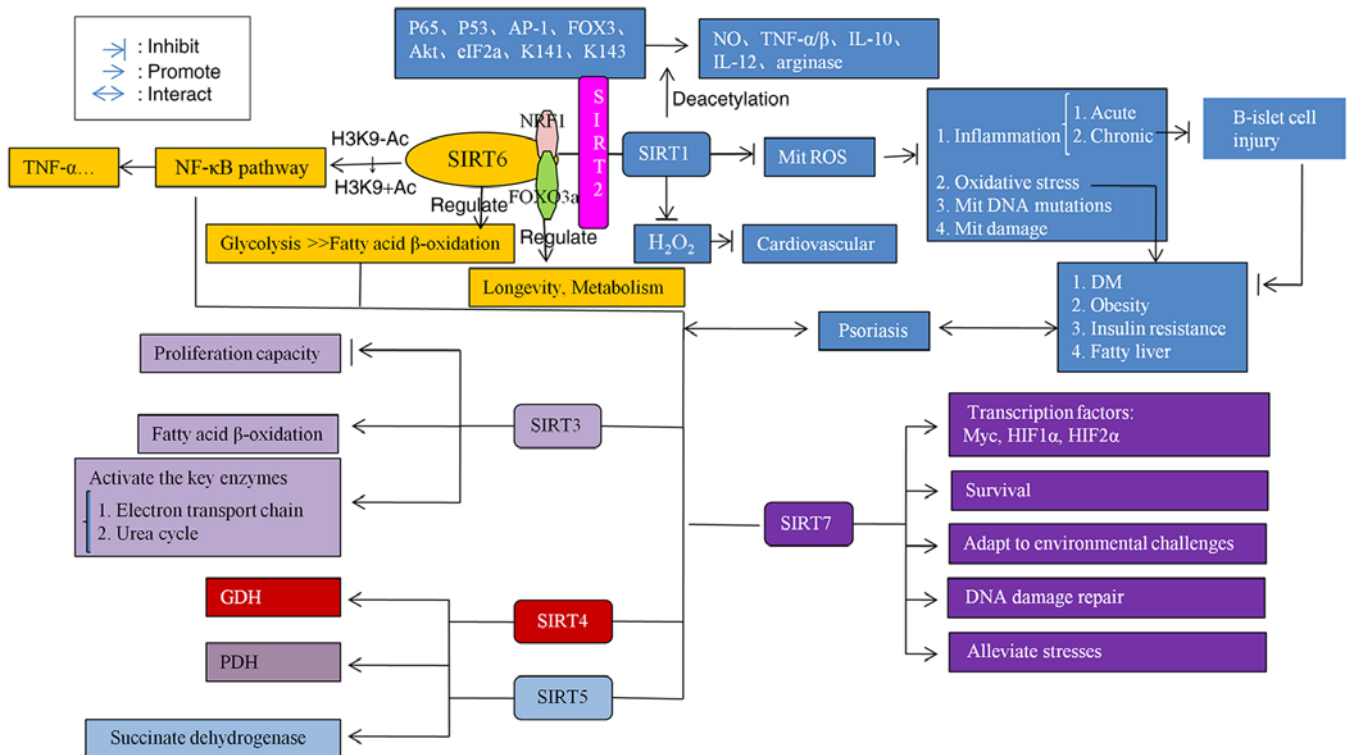 : Inhibit
: Promote
: Interact
P65、P53、AP-1、FOX3、
Akt、eIF2a、K141、K143
NO、TNF-α/β、IL-10、
IL-12、arginase
Deacetylation
TNF-α...
NF-κB pathway
H3K9-Ac
H3K9+Ac
SIRT6
NRF1
FOXO3a
SIRT2
SIRT1
Mit ROS
1. Inflammation
1. Acute
2. Chronic
2. Oxidative stress
3. Mit DNA mutations
4. Mit damage
B-islet cell
injury
Regulate
Regulate
Glycolysis >>Fatty acid β-oxidation
Longevity, Metabolism
H2O2
Cardiovascular
1. DM
2. Obesity
3. Insulin resistance
4. Fatty liver
Psoriasis
Proliferation capacity
Fatty acid β-oxidation
Activate the key enzymes
1. Electron transport chain
2. Urea cycle
SIRT3
GDH
PDH
Succinate dehydrogenase
SIRT4
SIRT5
SIRT7
Transcription factors:
Myc, HIF1α, HIF2α
Survival
Adapt to environmental challenges
DNA damage repair
Alleviate stresses